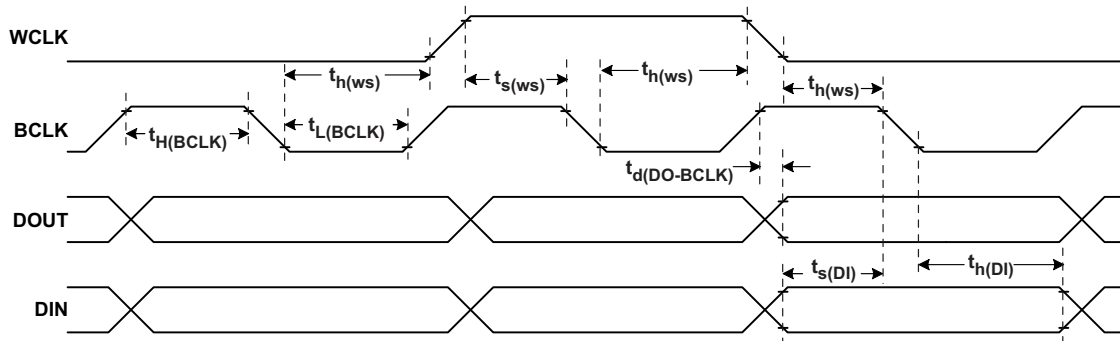 WCLK
t_h(ws)
t_s(ws)
t_h(ws)
t_h(ws)
BCLK
t_H(BCLK)
t_L(BCLK)
t_d(DO-BCLK)
DOUT
t_s(DI)
t_h(DI)
DIN